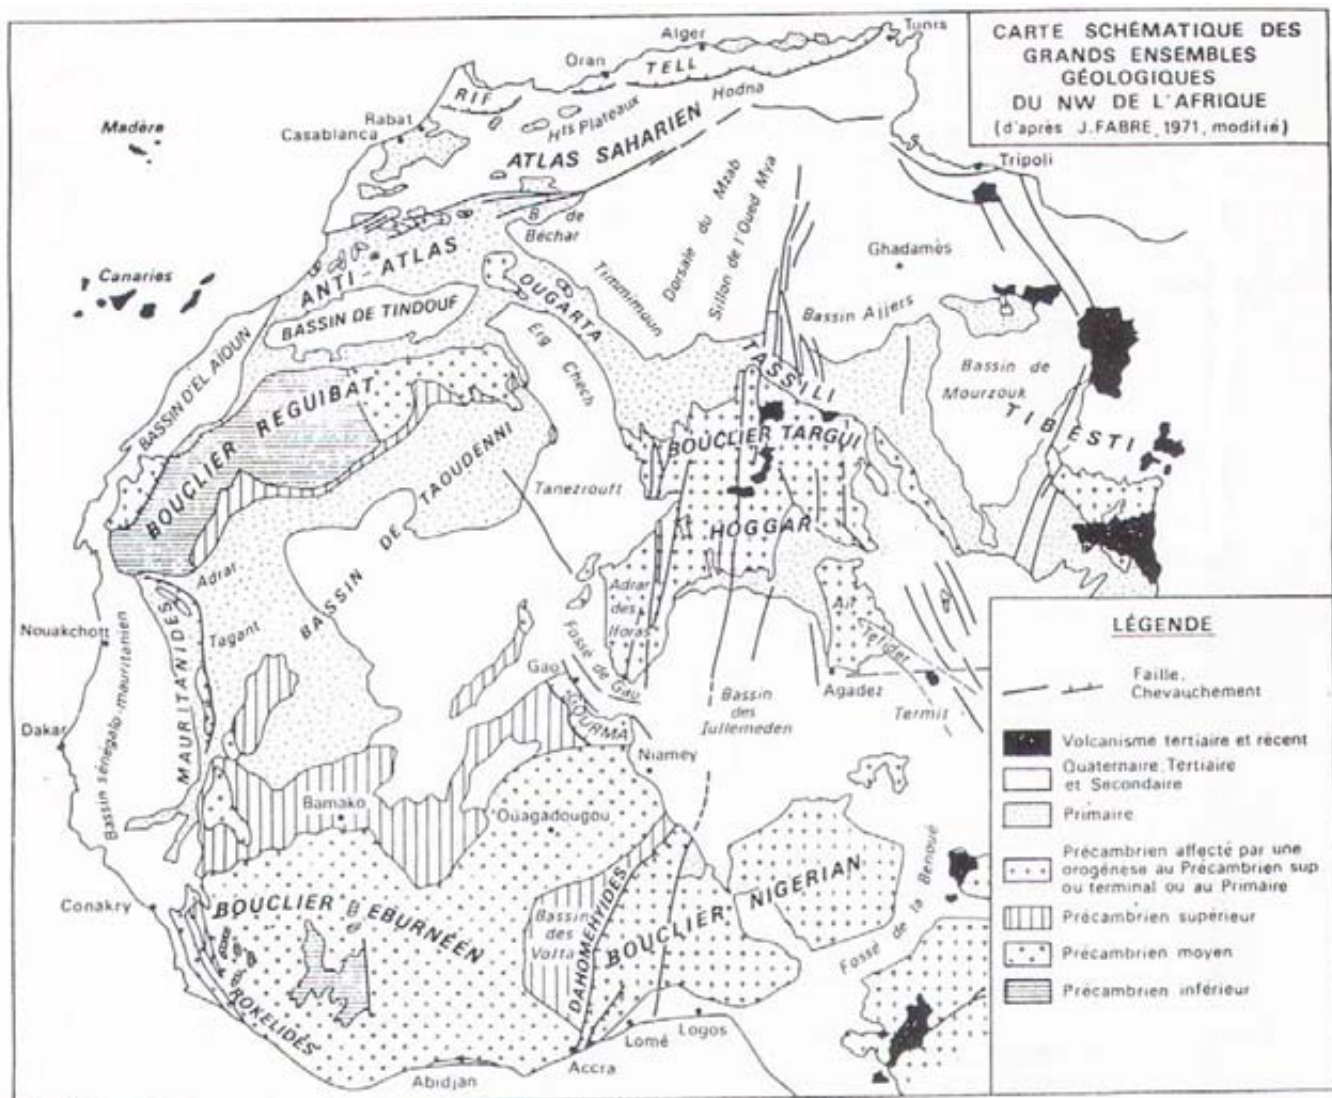 CARTE SCHÉMATIQUE DES
GRANDS ENSEMBLES
GÉOLOGIQUES
DU NW DE L'AFRIQUE
(d'après J. FABRE, 1971, modifié)
Tunis
Alger
Oran
TELL
RIF
Hodna
Hts Plateaux
Rabat
Casablanca
Madère
ATLAS SAHARIEN
Tripoli
B. de
Béchar
Dorsale du Mzab
Sillon de l'Oued Mya
Timmimoun
Ghadamès
Canaries
ANTI-ATLAS
OUGARTA
BASSIN DE TINDOUF
Bassin Ajjers
Erg Chech
TASSILI
Bassin de
Mourzouk
TIBESTI
BASSIN D'EL AÏOUN
BOUCLIER REGUIBAT
BOUCLIER TARGUI
BASSIN DE TAOUDENNI
Tanezrouft
HOGGAR
Adrar
Adrar
des
Iforas
Aïr
Tefidet
Tagant
Nouakchott
MAURITANIDES
Bassin sénégalo-mauritanien
Fossé de Gao
Gao
GOURMA
Bassin
des
Iullemeden
Agadez
Termit
Dakar
Niamey
Bamako
Ouagadougou
Conakry
BOUCLIER EBURNÉEN
Bassin
des
Volta
DAHOMEHYIDES
BOUCLIER NIGERIAN
Fossé de la Benoué
ROKELIDES
Logos
Lomé
Accra
Abidjan
LÉGENDE
Faille,
Chevauchement
Volcanisme tertiaire et récent
Quaternaire, Tertiaire
et Secondaire
Primaire
Précambrien affecté par une
orogénèse au Précambrien sup
ou terminal ou au Primaire
Précambrien supérieur
Précambrien moyen
Précambrien inférieur